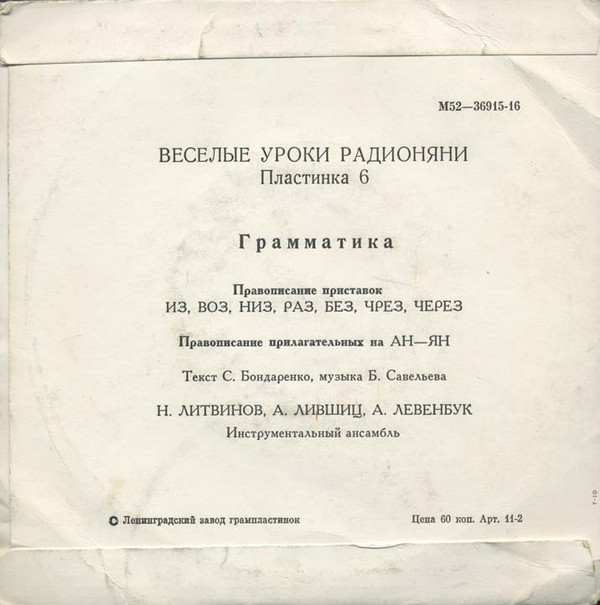 М52—36915-16
ВЕСЕЛЫЕ УРОКИ РАДИОНЯНИ
Пластинка 6
Грамматика
Правописание приставок
ИЗ, ВОЗ, НИЗ, РАЗ, БЕЗ, ЧРЕЗ, ЧЕРЕЗ
Правописание прилагательных на АН—ЯН
Текст С. Бондаренко, музыка Б. Савельева
Н. ЛИТВИНОВ, А. ЛИВШИЦ, А. ЛЕВЕНБУК
Инструментальный ансамбль
Ленинградский завод грампластинок
Цена 60 коп. Арт. 11-2